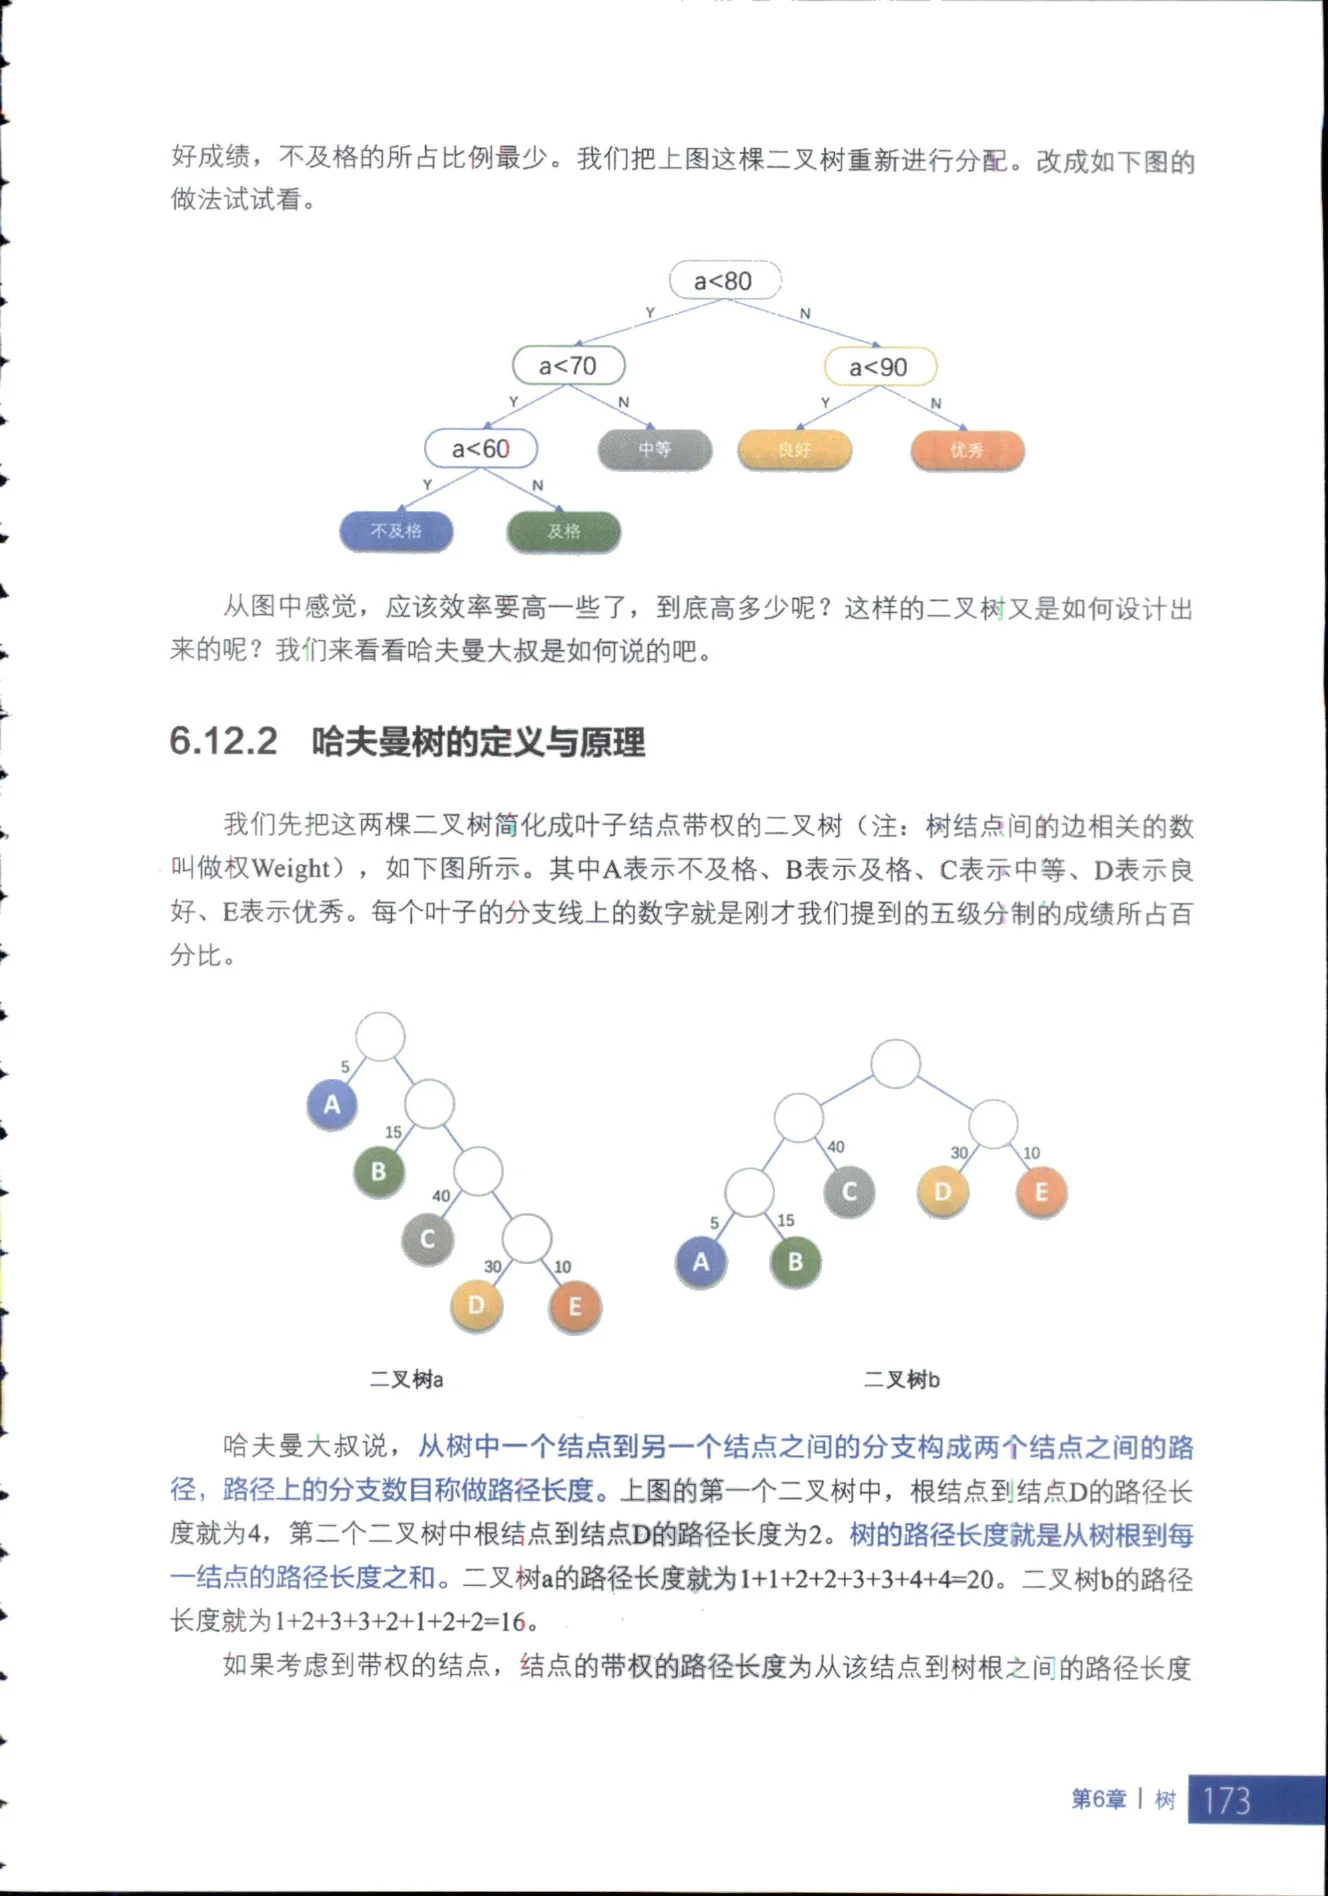 好成绩，不及格的所占比例最少。我们把上图这棵二叉树重新进行分配。改成如下图的
做法试试看。
a<80
Y
N
a<70
a<90
Y
N
Y
N
a<60
中等
良好
优秀
Y
N
不及格
及格
从图中感觉，应该效率要高一些了，到底高多少呢？这样的二叉树又是如何设计出
来的呢？我们来看看哈夫曼大叔是如何说的吧。
6.12.2 哈夫曼树的定义与原理
我们先把这两棵二叉树简化成叶子结点带权的二叉树（注：树结点间的边相关的数
叫做权Weight），如下图所示。其中A表示不及格、B表示及格、C表示中等、D表示良
好、E表示优秀。每个叶子的分支线上的数字就是刚才我们提到的五级分制的成绩所占百
分比。
5
A
15
B
40
C
30
10
D
E
40
30
10
C
D
E
5
15
A
B
二叉树a
二叉树b
哈夫曼大叔说，从树中一个结点到另一个结点之间的分支构成两个结点之间的路
径，路径上的分支数目称做路径长度。上图的第一个二叉树中，根结点到结点D的路径长
度就为4，第二个二叉树中根结点到结点D的路径长度为2。树的路径长度就是从树根到每
一结点的路径长度之和。二叉树a的路径长度就为1+1+2+2+3+3+4+4=20。二叉树b的路径
长度就为1+2+3+3+2+1+2+2=16。
如果考虑到带权的结点，结点的带权的路径长度为从该结点到树根之间的路径长度
第6章 | 树 173